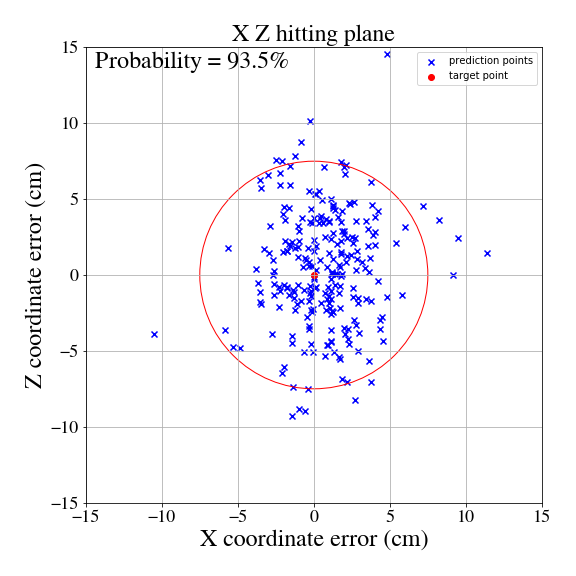 X Z hitting plane
Probability = 93.5%
prediction points
target point
15
10
5
0
−5
−10
−15
Z coordinate error (cm)
−15 −10 −5 0 5 10 15
X coordinate error (cm)